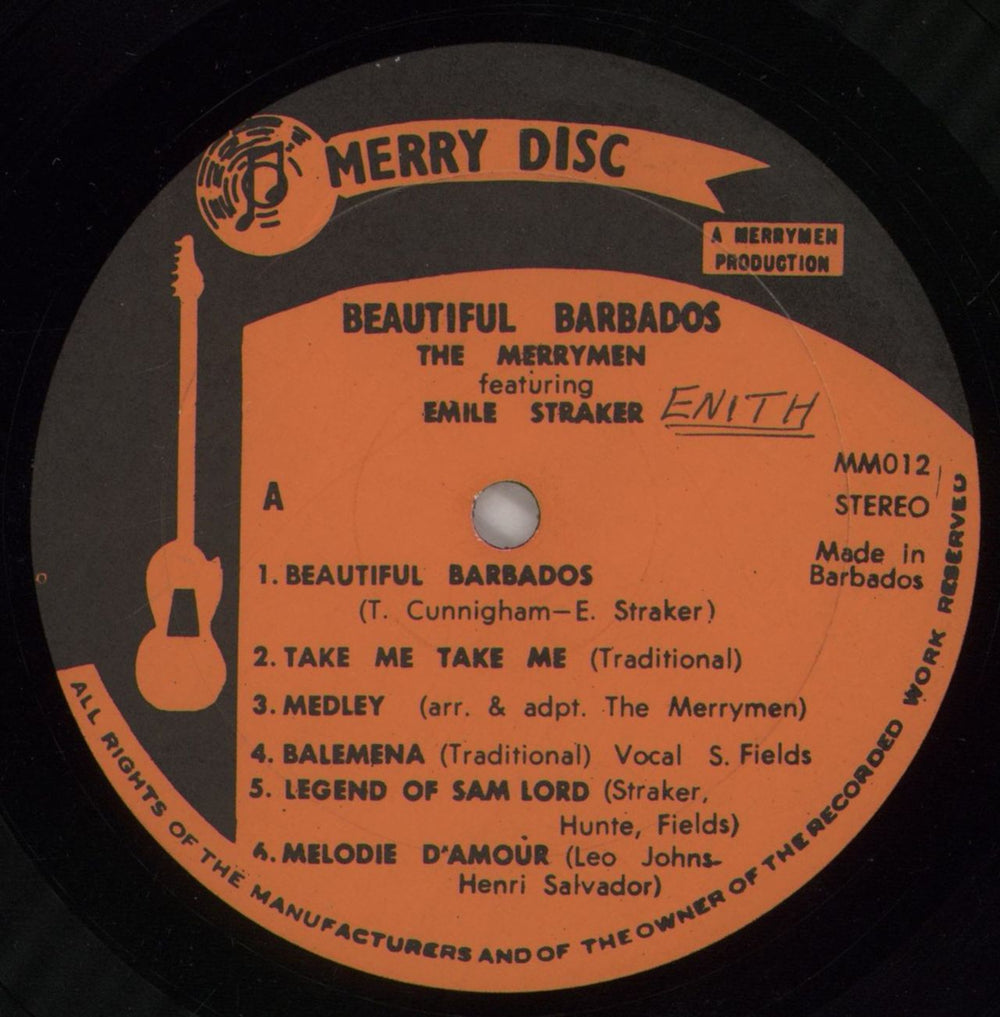 MERRY DISC
A MERRYMEN
PRODUCTION
BEAUTIFUL BARBADOS
THE MERRYMEN
featuring
EMILE STRAKER ENITH
MM012
STEREO
A
Made in
Barbados
1. BEAUTIFUL BARBADOS
(T. Cunnigham—E. Straker)
2. TAKE ME TAKE ME (Traditional)
3. MEDLEY (arr. & adpt. The Merrymen)
4. BALEMENA (Traditional) Vocal S. Fields
5. LEGEND OF SAM LORD (Straker,
Hunte, Fields)
6. MELODIE D'AMOUR (Leo Johns-
Henri Salvador)
ALL RIGHTS OF THE MANUFACTURERS AND OF THE OWNER OF THE RECORDED WORK RESERVED